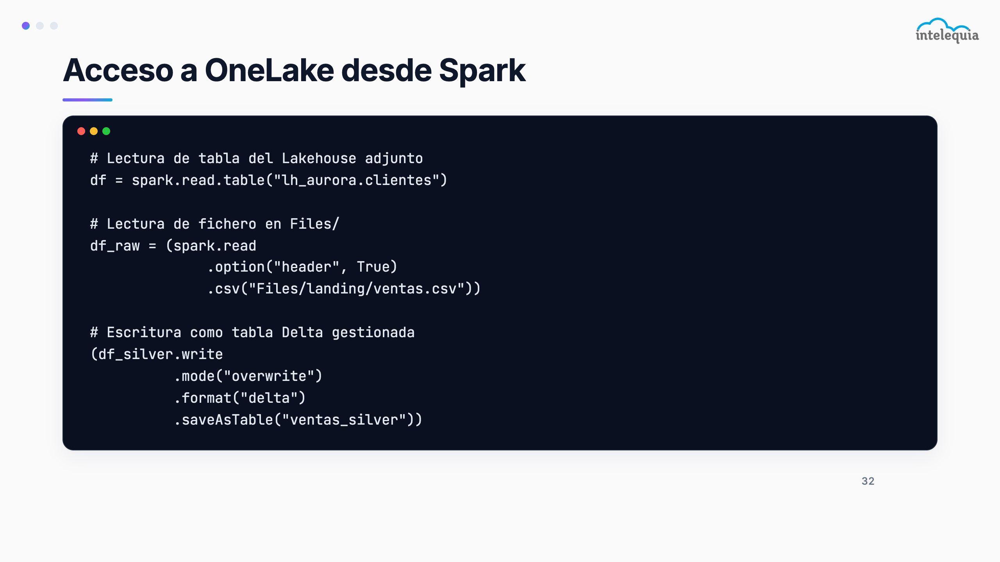 intelequia
Acceso a OneLake desde Spark
# Lectura de tabla del Lakehouse adjunto
df = spark.read.table("lh_aurora.clientes")
# Lectura de fichero en Files/
df_raw = (spark.read
.option("header", True)
.csv("Files/landing/ventas.csv"))
# Escritura como tabla Delta gestionada
(df_silver.write
.mode("overwrite")
.format("delta")
.saveAsTable("ventas_silver"))
32